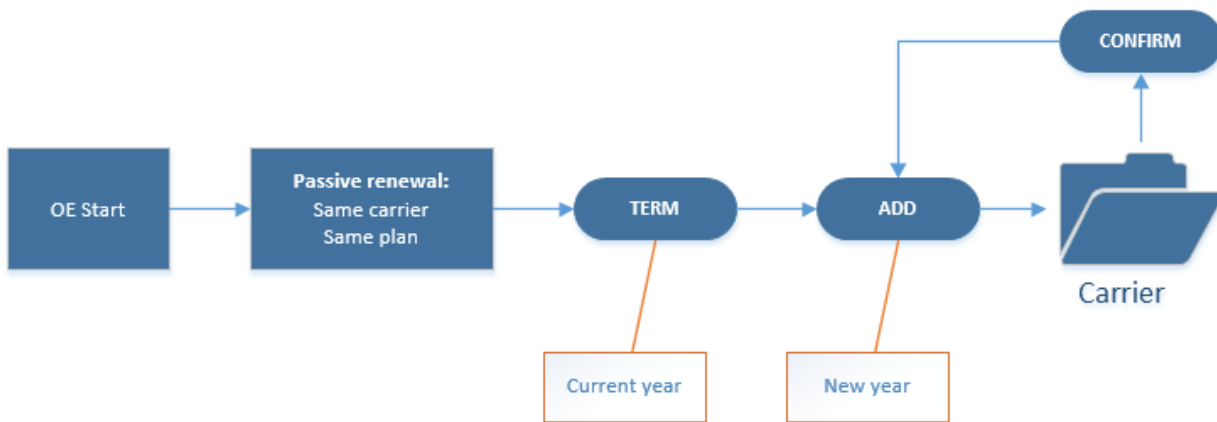 CONFIRM
OE Start
Passive renewal:
Same carrier
Same plan
TERM
ADD
Carrier
Current year
New year